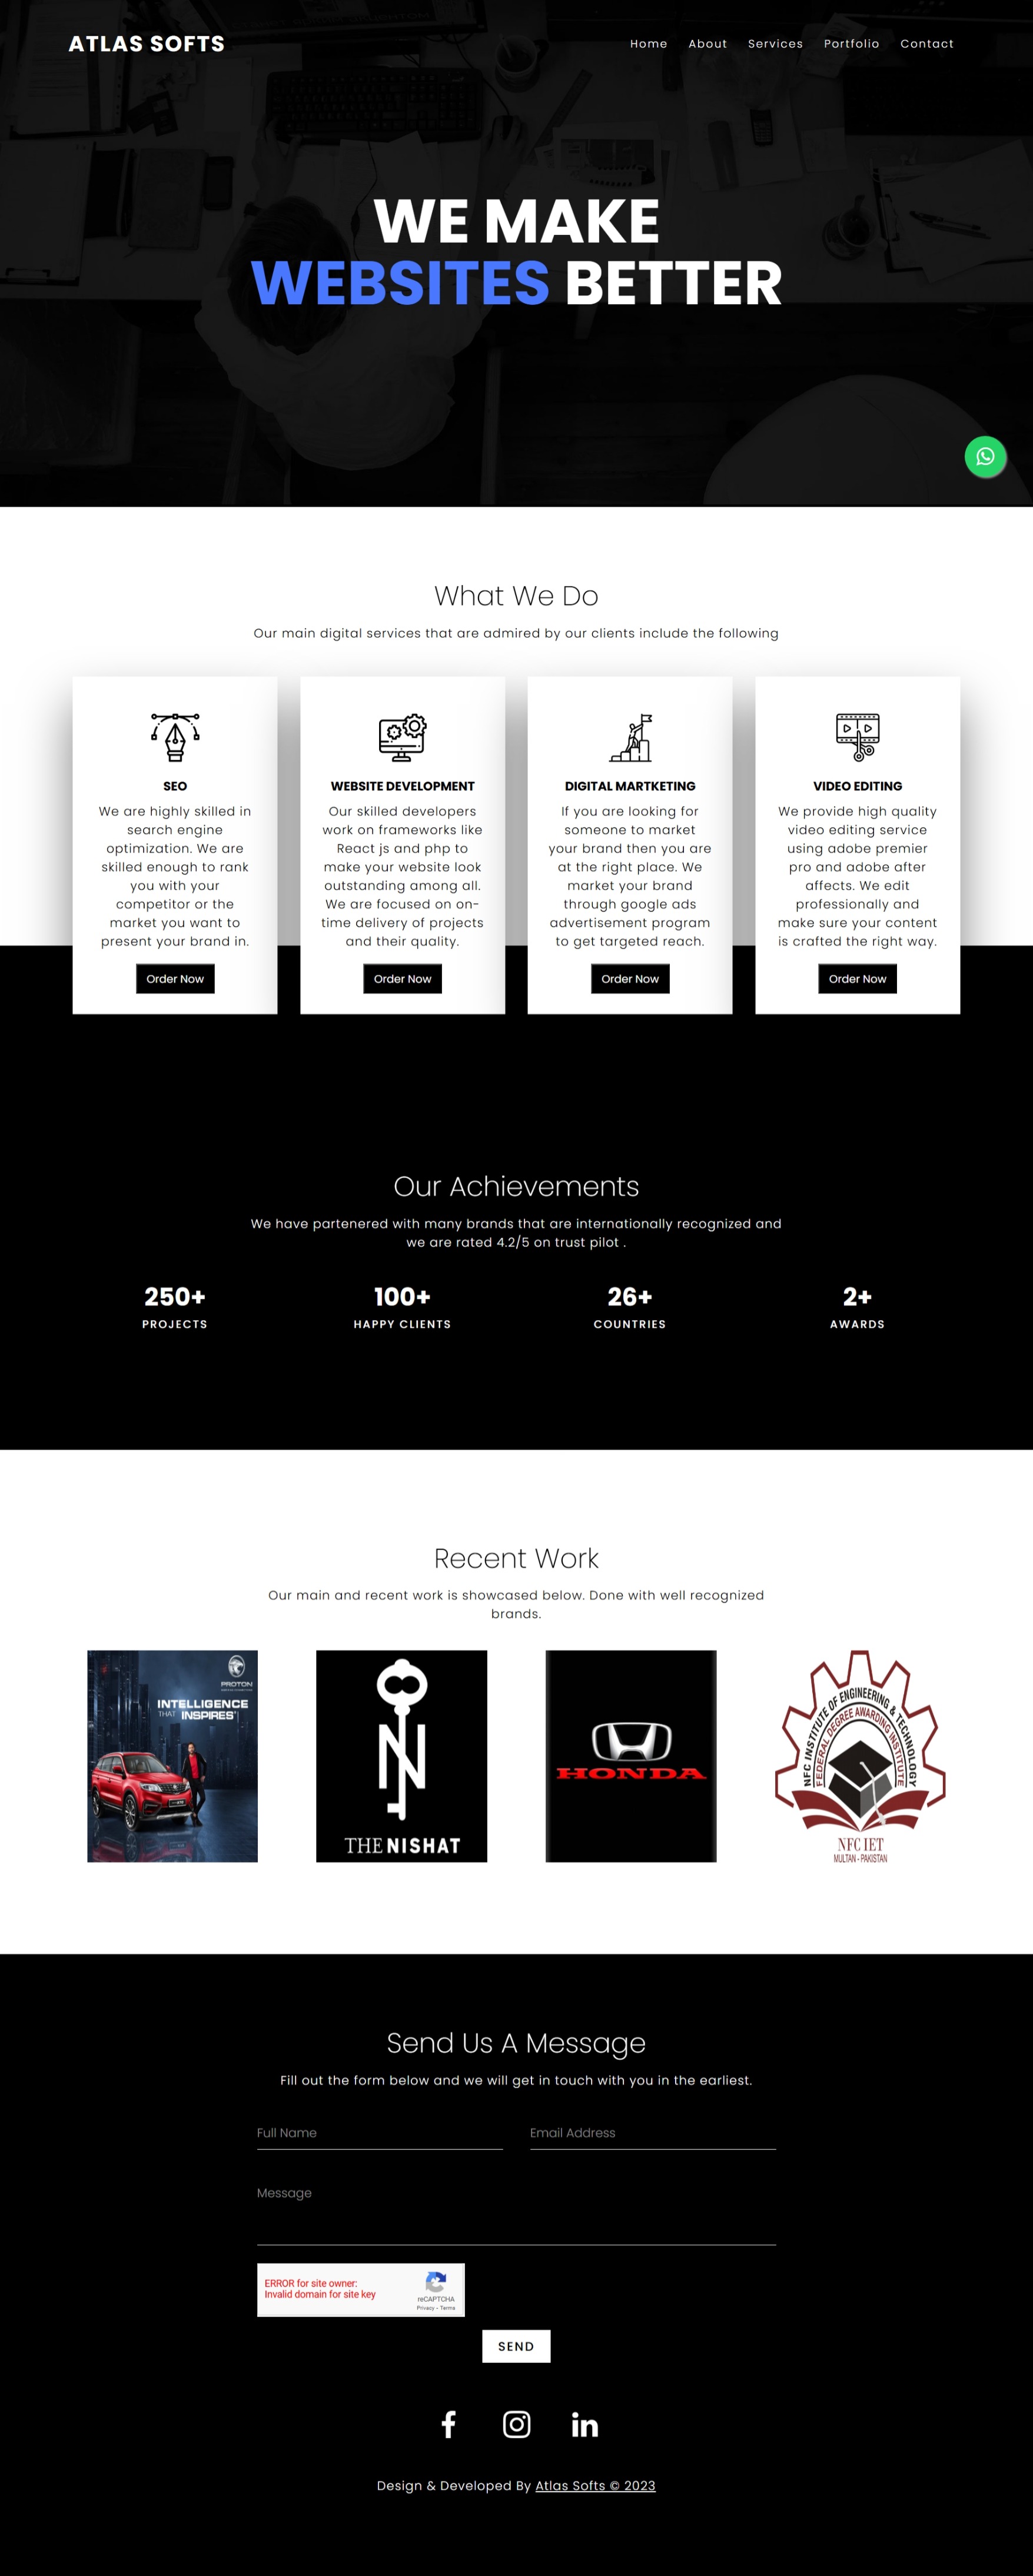 ATLAS SOFTS
Home About Services Portfolio Contact
WE MAKE
WEBSITES BETTER
What We Do
Our main digital services that are admired by our clients include the following
SEO
We are highly skilled in
search engine
optimization. We are
skilled enough to rank
you with your
competitor or the
market you want to
present your brand in.
Order Now
WEBSITE DEVELOPMENT
Our skilled developers
work on frameworks like
React js and php to
make your website look
outstanding among all.
We are focused on on-
time delivery of projects
and their quality.
Order Now
DIGITAL MARTKETING
If you are looking for
someone to market
your brand then you are
at the right place. We
market your brand
through google ads
advertisement program
to get targeted reach.
Order Now
VIDEO EDITING
We provide high quality
video editing service
using adobe premier
pro and adobe after
affects. We edit
professionally and
make sure your content
is crafted the right way.
Order Now
Our Achievements
We have partenered with many brands that are internationally recognized and
we are rated 4.2/5 on trust pilot .
250+
PROJECTS
100+
HAPPY CLIENTS
26+
COUNTRIES
2+
AWARDS
Recent Work
Our main and recent work is showcased below. Done with well recognized
brands.
PROTON
INTELLIGENCE
THAT INSPIRES
THE NISHAT
HONDA
NFC INSTITUTE OF ENGINEERING & TECHNOLOGY
FEDERAL DEGREE AWARDING INSTITUTE
NFC IET
MULTAN - PAKISTAN
Send Us A Message
Fill out the form below and we will get in touch with you in the earliest.
Full Name
Email Address
Message
ERROR for site owner:
Invalid domain for site key
reCAPTCHA
Privacy - Terms
SEND
Design & Developed By Atlas Softs © 2023